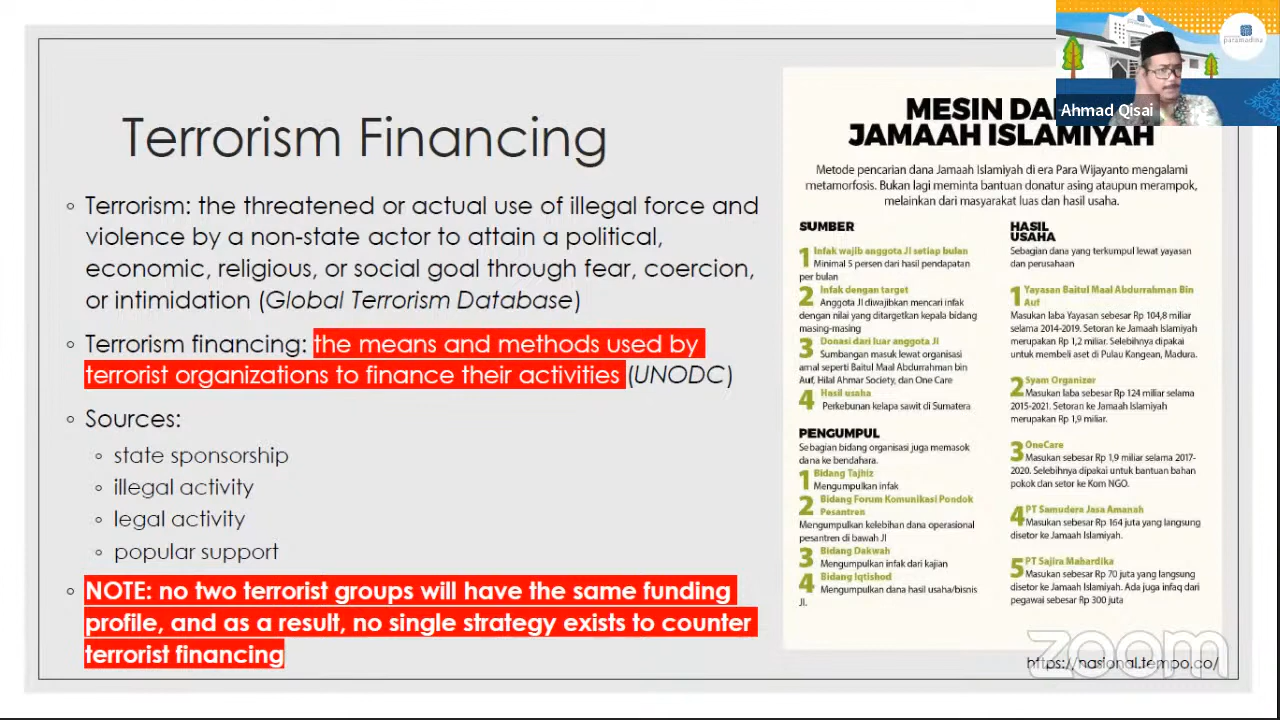 Terrorism Financing
Terrorism: the threatened or actual use of illegal force and
violence by a non-state actor to attain a political,
economic, religious, or social goal through fear, coercion,
or intimidation (Global Terrorism Database)
Terrorism financing: the means and methods used by
terrorist organizations to finance their activities (UNODC)
Sources:
state sponsorship
illegal activity
legal activity
popular support
NOTE: no two terrorist groups will have the same funding
profile, and as a result, no single strategy exists to counter
terrorist financing
MESIN
JAMAAH ISLAMIYAH
Metode pencarian dana Jamaah Islamiyah di era Para Wijayanto mengalami
metamorfosis. Bukan lagi meminta bantuan donatur asing ataupun merampok,
melainkan dari masyarakat luas dan hasil usaha.
SUMBER
1 Infak wajib anggota JI setiap bulan
Minimal 5 persen dari hasil pendapatan
per bulan
2 Infak dengan target
Anggota JI diwajibkan mencari infak
dengan nilai yang ditargetkan kepala bidang
masing-masing
3 Donasi dari luar anggota JI
Sumbangan masuk lewat organisasi
amal seperti Baitul Maal Abdurrahman bin
Auf, Hilal Ahmar Society, dan One Care
4 Hasil usaha
Perkebunan kelapa sawit di Sumatera
PENGUMPUL
Sebagian bidang organisasi juga memasok
dana ke bendahara.
1 Bidang Tajhiz
Mengumpulkan infak
2 Bidang Forum Komunikasi Pondok
Pesantren
Mengumpulkan kelebihan dana operasional
pesantren di bawah JI
3 Bidang Dakwah
Mengumpulkan infak dari kajian
4 Bidang Iqtishod
Mengumpulkan dana hasil usaha/bisnis
JI.
HASIL
USAHA
Sebagian dana yang terkumpul lewat yayasan
dan perusahaan
1 Yayasan Baitul Maal Abdurrahman Bin
Auf
Masukan laba Yayasan sebesar Rp 104,8 miliar
selama 2014-2019. Setoran ke Jamaah Islamiyah
merupakan Rp 1,2 miliar. Selebihnya dipakai
untuk membeli aset di Pulau Kangean, Madura.
2 Syam Organizer
Masukan laba sebesar Rp 124 miliar selama
2015-2021. Setoran ke Jamaah Islamiyah
merupakan Rp 1,9 miliar.
3 OneCare
Masukan sebesar Rp 1,9 miliar selama 2017-
2020. Selebihnya dipakai untuk bantuan bahan
pokok dan setor ke Kom NGO.
4 PT Samudera Jasa Amanah
Masukan sebesar Rp 164 juta yang langsung
disetor ke Jamaah Islamiyah.
5 PT Sajira Mahardika
Masukan sebesar Rp 70 juta yang langsung
disetor ke Jamaah Islamiyah. Ada juga infaq dari
pegawai sebesar Rp 300 juta
https://nasional.tempo.co/
zoom
Ahmad Qisai
paramadina